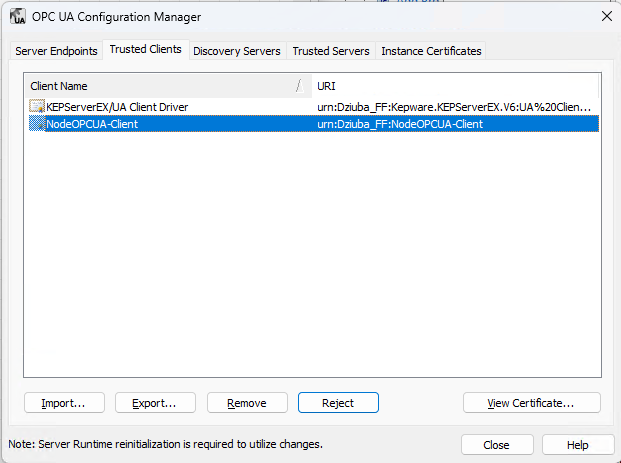 OPC UA Configuration Manager
Server Endpoints Trusted Clients Discovery Servers Trusted Servers Instance Certificates
Client Name / URI
KEPServerEX/UA Client Driver urn:Dziuba_FF:Kepware.KEPServerEX.V6:UA%20Clien...
NodeOPCUA-Client urn:Dziuba_FF:NodeOPCUA-Client
Import... Export... Remove Reject View Certificate...
Note: Server Runtime reinitialization is required to utilize changes. Close Help